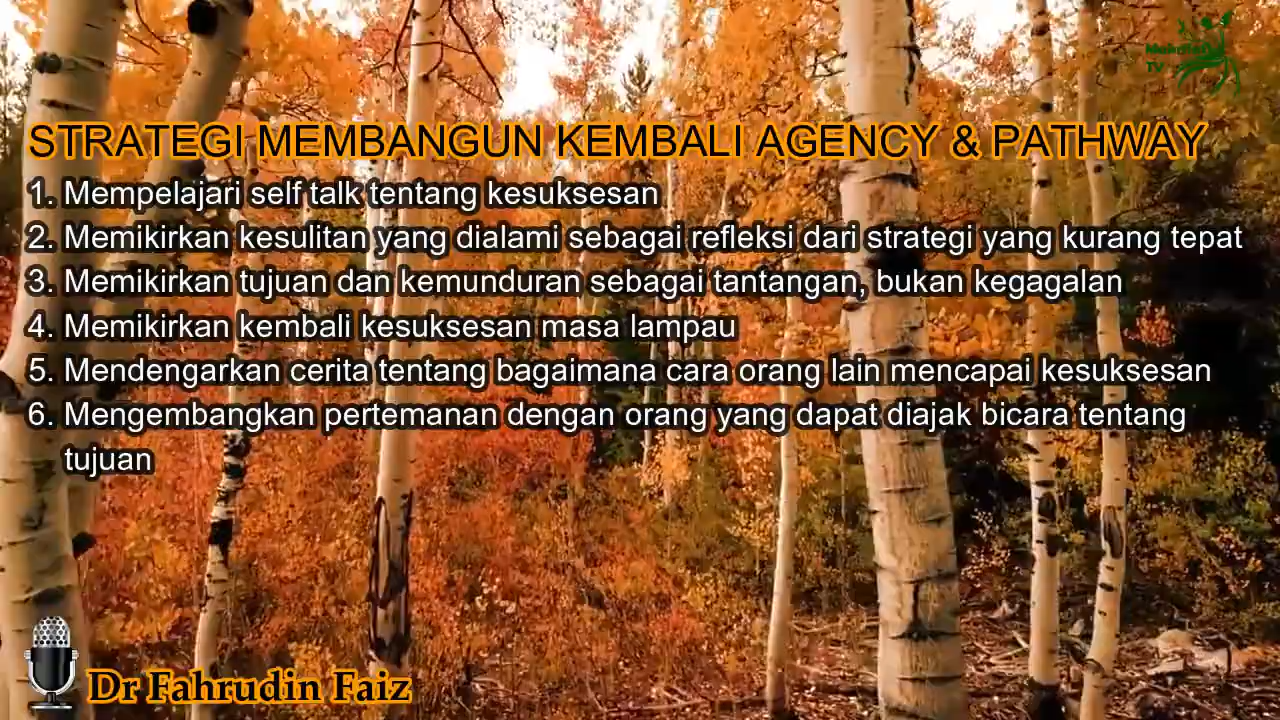 TV
STRATEGI MEMBANGUN KEMBALI AGENCY & PATHWAY
1. Mempelajari self talk tentang kesuksesan
2. Memikirkan kesulitan yang dialami sebagai refleksi dari strategi yang kurang tepat
3. Memikirkan tujuan dan kemunduran sebagai tantangan, bukan kegagalan
4. Memikirkan kembali kesuksesan masa lampau
5. Mendengarkan cerita tentang bagaimana cara orang lain mencapai kesuksesan
6. Mengembangkan pertemanan dengan orang yang dapat diajak bicara tentang
tujuan
Dr Fahrudin Faiz